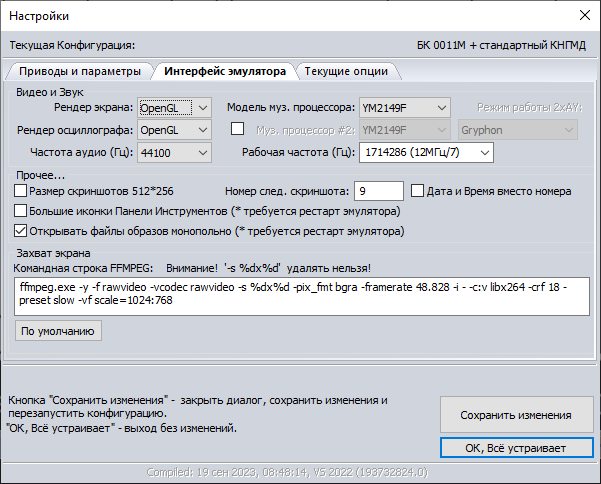 Настройки
Текущая Конфигурация: БК 0011М + стандартный КНГМД
Приводы и параметры Интерфейс эмулятора Текущие опции
Видео и Звук
Рендер экрана: OpenGL Модель муз. процессора: YM2149F Режим работы 2xAY:
Рендер осциллографа: OpenGL Муз. процессор #2: YM2149F Gryphon
Частота аудио (Гц): 44100 Рабочая частота (Гц): 1714286 (12МГц/7)
Прочее...
Размер скриншотов 512*256 Номер след. скриншота: 9 Дата и Время вместо номера
Большие иконки Панели Инструментов (* требуется рестарт эмулятора)
Открывать файлы образов монопольно (* требуется рестарт эмулятора)
Захват экрана
Командная строка FFMPEG: Внимание! '-s %dx%d' удалять нельзя!
ffmpeg.exe -y -f rawvideo -vcodec rawvideo -s %dx%d -pix_fmt bgra -framerate 48.828 -i - -c:v libx264 -crf 18 -
preset slow -vf scale=1024:768
По умолчанию
Кнопка "Сохранить изменения" - закрыть диалог, сохранить изменения и
перезапустить конфигурацию.
"ОК, Всё устраивает" - выход без изменений.
Сохранить изменения
ОК, Всё устраивает
Compiled: 19 сен 2023, 08:48:14, VS 2022 (193732824.0)